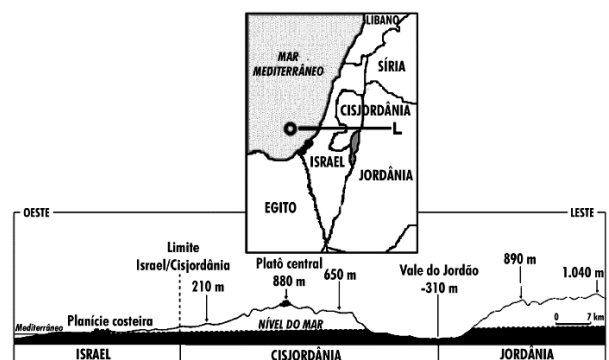 LIBANO
MAR
MEDITERRÂNEO
SÍRIA
CISJORDÂNIA
O
L
ISRAEL
JORDÂNIA
EGITO
OESTE
LESTE
Limite
Israel/Cisjordânia
210 m
Platô central
880 m
650 m
Vale do Jordão
-310 m
890 m
1.040 m
Mediterrâneo
Planície costeira
NÍVEL DO MAR
0 7 km
ISRAEL
CISJORDÂNIA
JORDÂNIA